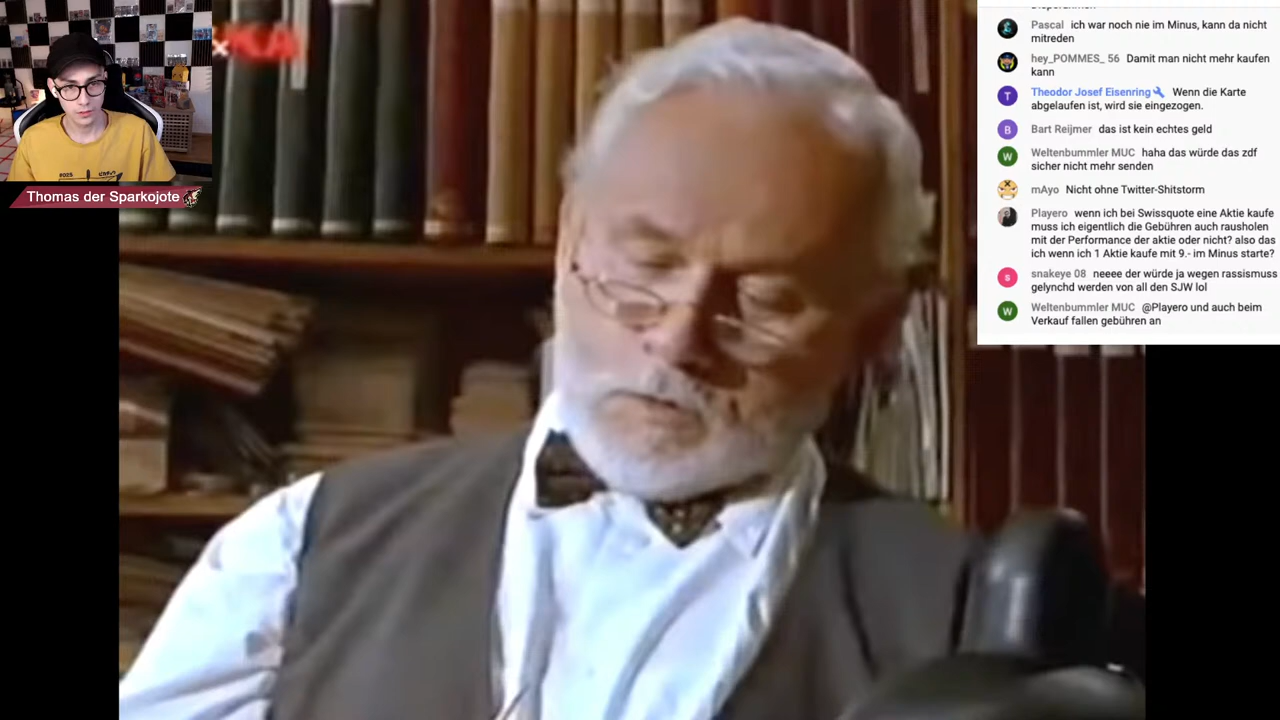 Thomas der Sparkojote
Pascal ich war noch nie im Minus, kann da nicht
mitreden
hey_POMMES_ 56 Damit man nicht mehr kaufen
kann
Theodor Josef Eisenring Wenn die Karte
abgelaufen ist, wird sie eingezogen.
Bart Reijmer das ist kein echtes geld
Weltenbummler MUC haha das würde das zdf
sicher nicht mehr senden
mAyo Nicht ohne Twitter-Shitstorm
Playero wenn ich bei Swissquote eine Aktie kaufe
muss ich eigentlich die Gebühren auch rausholen
mit der Performance der aktie oder nicht? also das
ich wenn ich 1 Aktie kaufe mit 9.- im Minus starte?
snakeye 08 neeee der würde ja wegen rassismuss
gelynchd werden von all den SJW lol
Weltenbummler MUC @Playero und auch beim
Verkauf fallen gebühren an